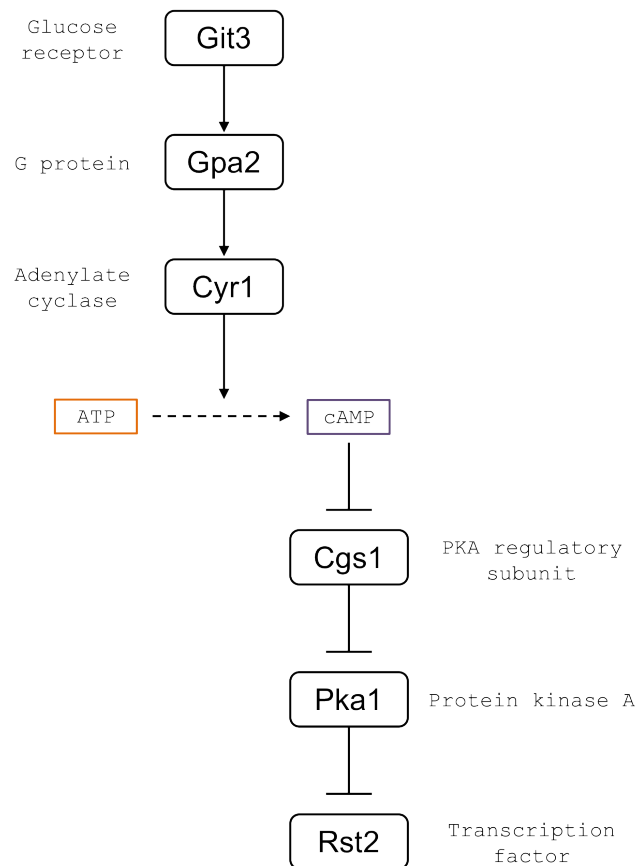 Glucose
receptor
Git3
G protein
Gpa2
Adenylate
cyclase
Cyr1
ATP
cAMP
Cgs1
PKA regulatory
subunit
Pka1
Protein kinase A
Rst2
Transcription
factor